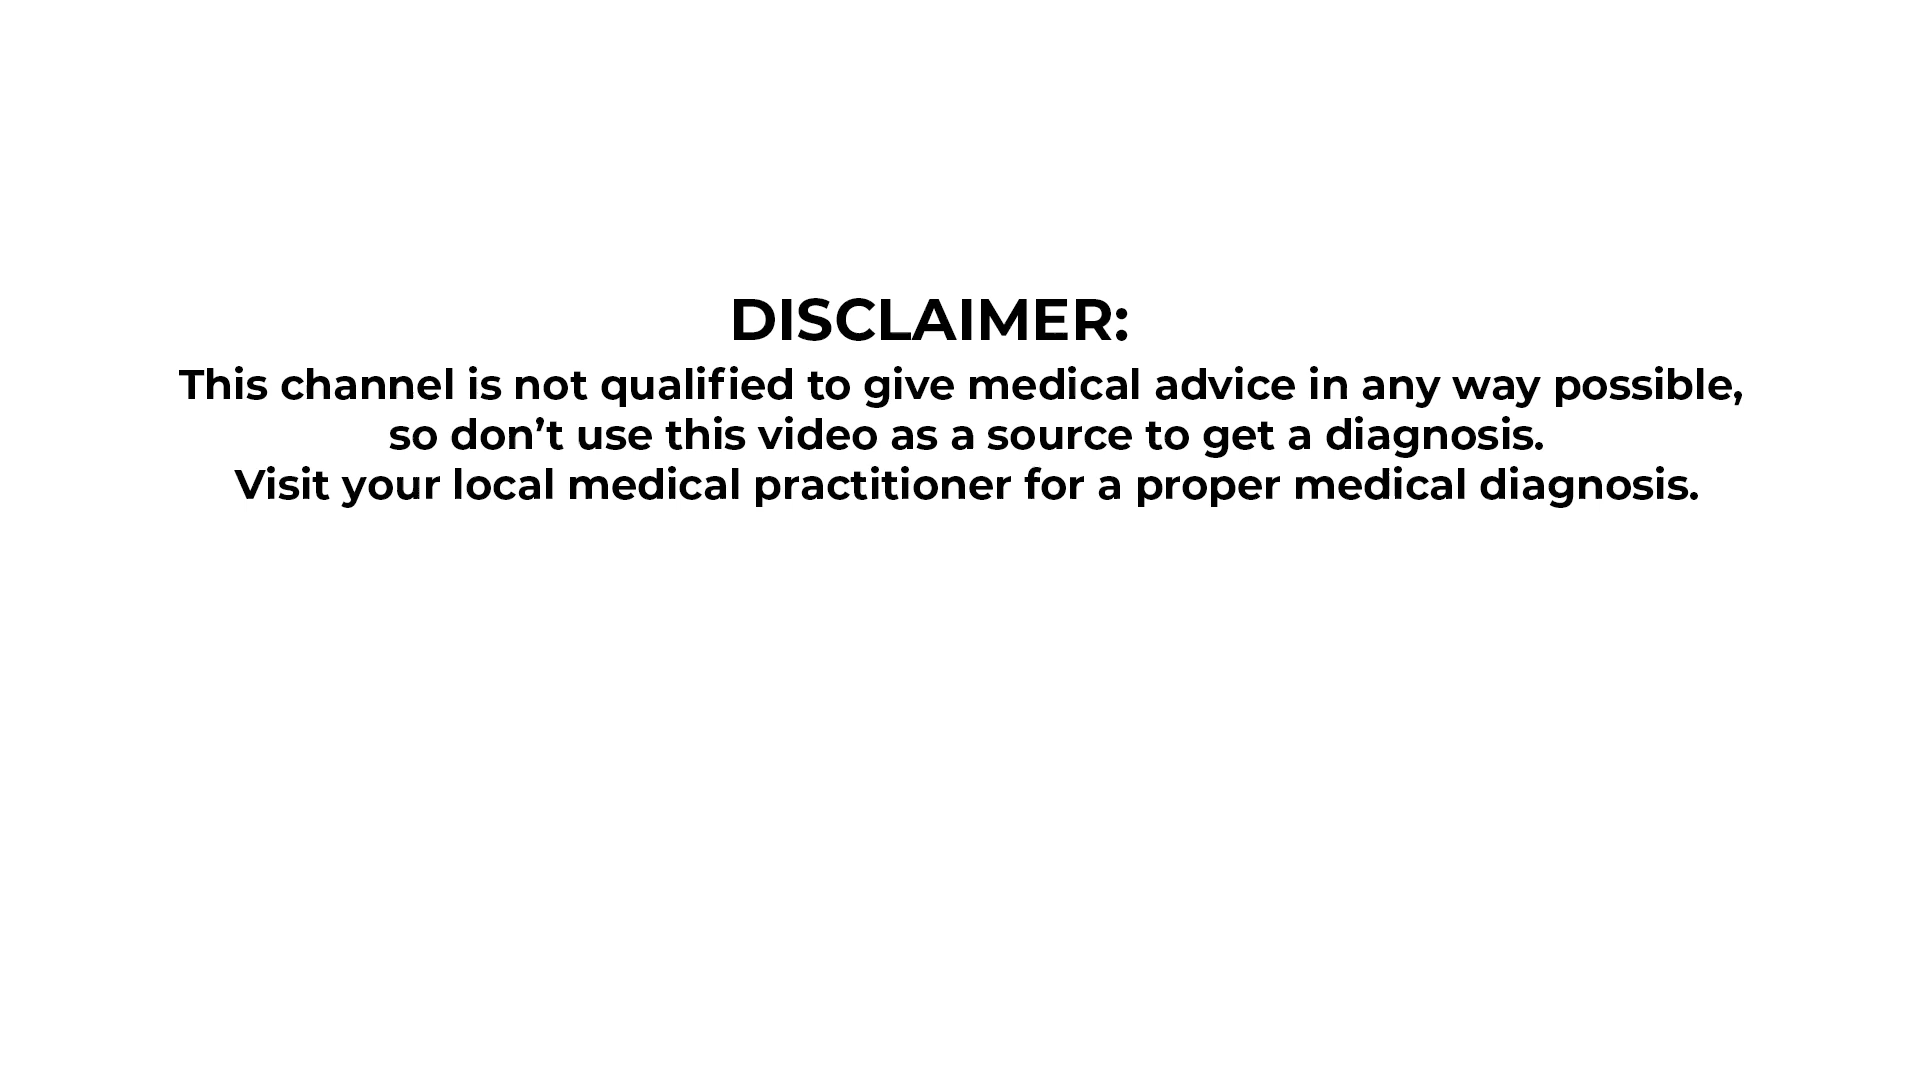 DISCLAIMER:
This channel is not qualified to give medical advice in any way possible,
so don’t use this video as a source to get a diagnosis.
Visit your local medical practitioner for a proper medical diagnosis.